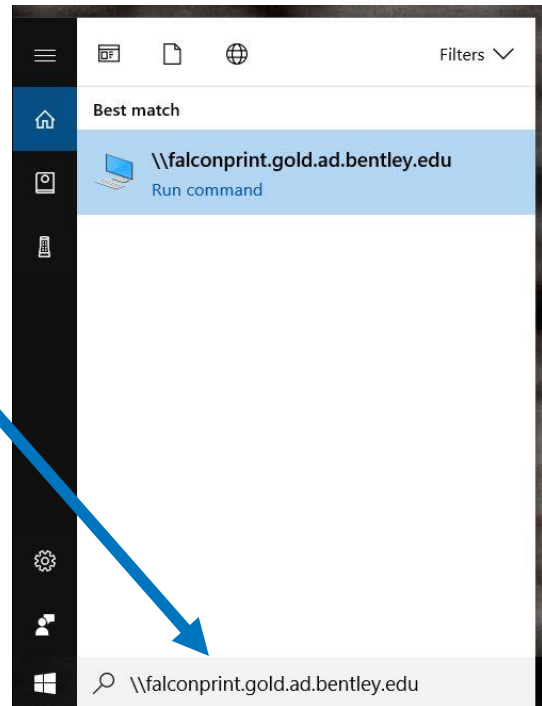 Filters
Best match
\\falconprint.gold.ad.bentley.edu
Run command
\\falconprint.gold.ad.bentley.edu